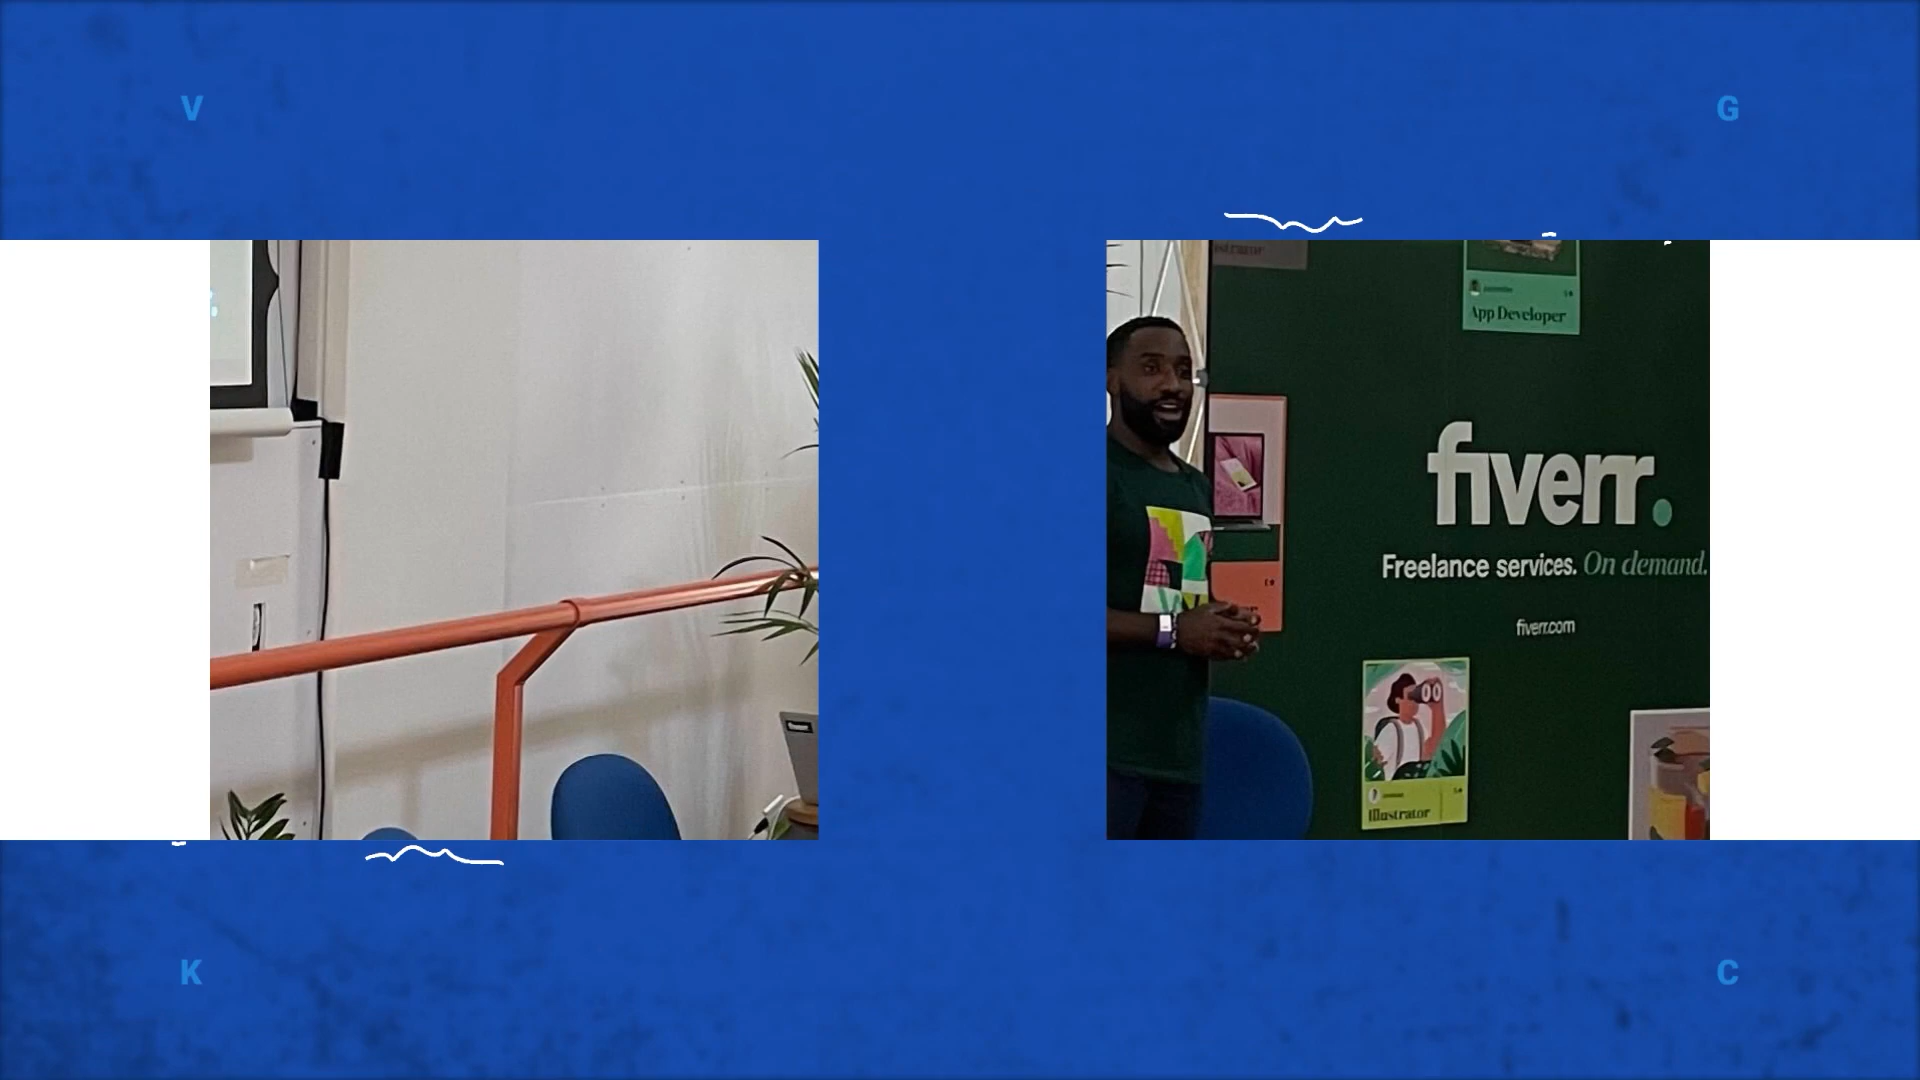 V
G
App Developer
fiverr.
Freelance services. On demand.
fiverr.com
Illustrator
K
C